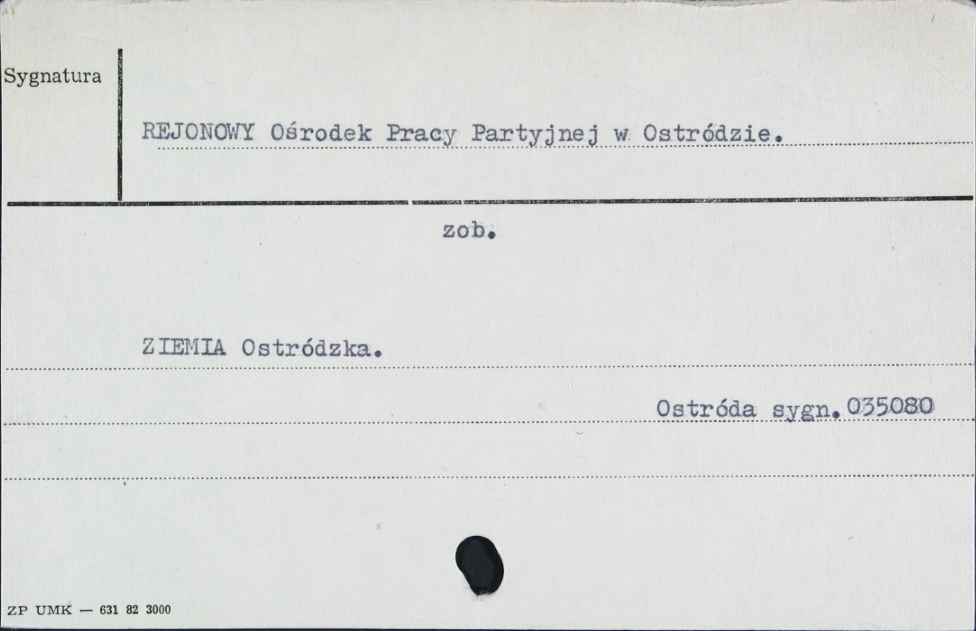 Sygnatura
REJONOWY Ośrodek Pracy Partyjnej w Ostródzie.
zob.
ZIEMIA Ostródzka.
Ostróda sygn. 035080
ZP UMK — 631 82 3000